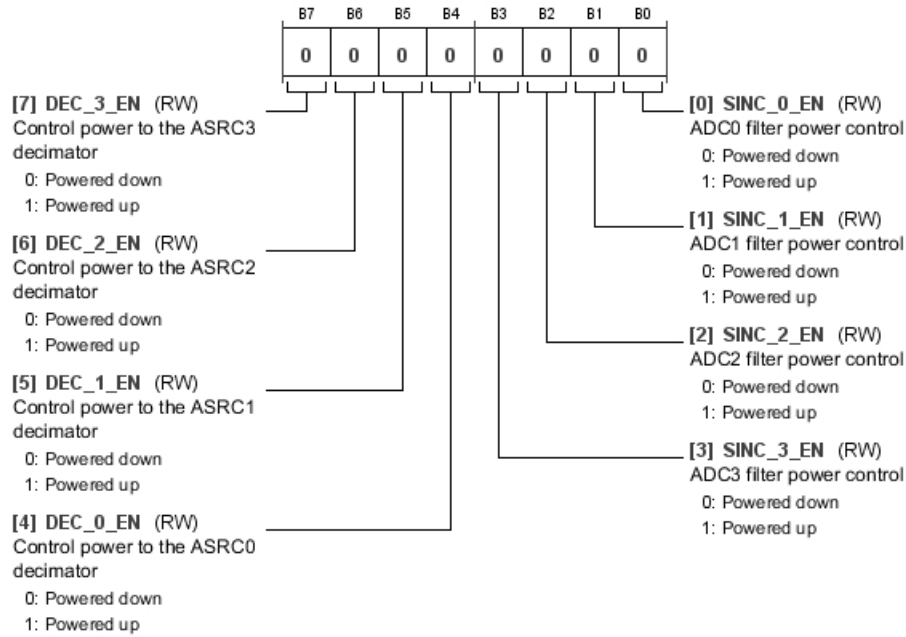 B7 B6 B5 B4 B3 B2 B1 B0
0 0 0 0 0 0 0 0
[7] DEC_3_EN (RW)
Control power to the ASRC3
decimator
0: Powered down
1: Powered up
[6] DEC_2_EN (RW)
Control power to the ASRC2
decimator
0: Powered down
1: Powered up
[5] DEC_1_EN (RW)
Control power to the ASRC1
decimator
0: Powered down
1: Powered up
[4] DEC_0_EN (RW)
Control power to the ASRC0
decimator
0: Powered down
1: Powered up
[0] SINC_0_EN (RW)
ADC0 filter power control
0: Powered down
1: Powered up
[1] SINC_1_EN (RW)
ADC1 filter power control
0: Powered down
1: Powered up
[2] SINC_2_EN (RW)
ADC2 filter power control
0: Powered down
1: Powered up
[3] SINC_3_EN (RW)
ADC3 filter power control
0: Powered down
1: Powered up